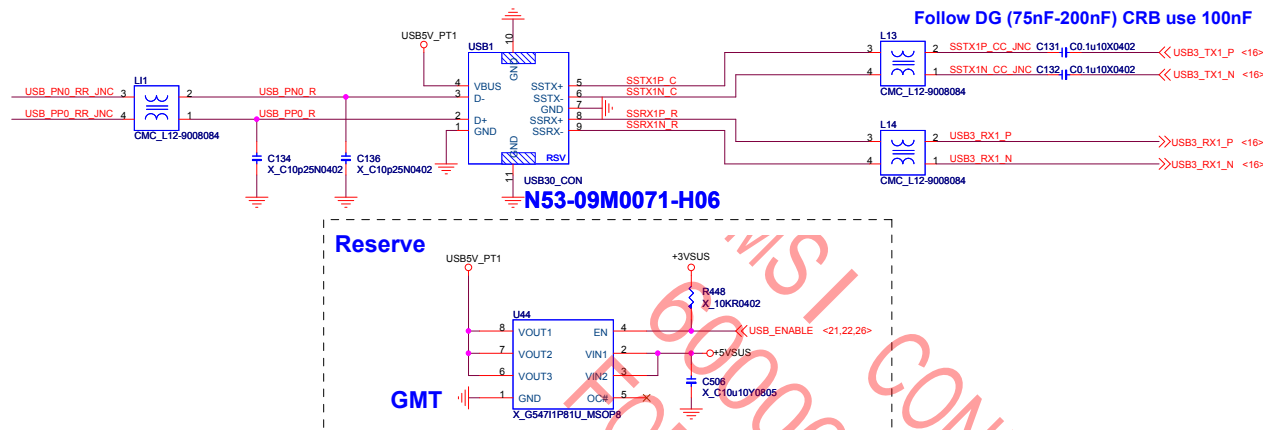 Follow DG (75nF-200nF) CRB use 100nF
USB5V_PT1
USB1
10
GND
L13
3 2 SSTX1P_CC_JNC C131 C0.1u10X0402 USB3_TX1_P <16>
4 1 SSTX1N_CC_JNC C132 C0.1u10X0402 USB3_TX1_N <16>
CMC_L12-9008084
LI1
USB_PN0_RR_JNC 3 2 USB_PN0_R
USB_PP0_RR_JNC 4 1 USB_PP0_R
CMC_L12-9008084
4 VBUS
3 D-
2 D+
1 GND
SSTX+ 5 SSTX1P_C
SSTX- 6 SSTX1N_C
GND 7
SSRX+ 8 SSRX1P_R
SSRX- 9 SSRX1N_R
GND
RSV
11
USB30_CON
N53-09M0071-H06
L14
3 2 USB3_RX1_P USB3_RX1_P <16>
4 1 USB3_RX1_N USB3_RX1_N <16>
CMC_L12-9008084
C134
X_C10p25N0402
C136
X_C10p25N0402
Reserve
USB5V_PT1
+3VSUS
R448
X_10KR0402
U44
8 VOUT1 EN 4 USB_ENABLE <21,22,26>
7 VOUT2 VIN1 2 +5VSUS
6 VOUT3 VIN2 3
1 GND OC# 5
X_G547I1P81U_MSOP8
GMT
C506
X_C10u10Y0805
MSI CON